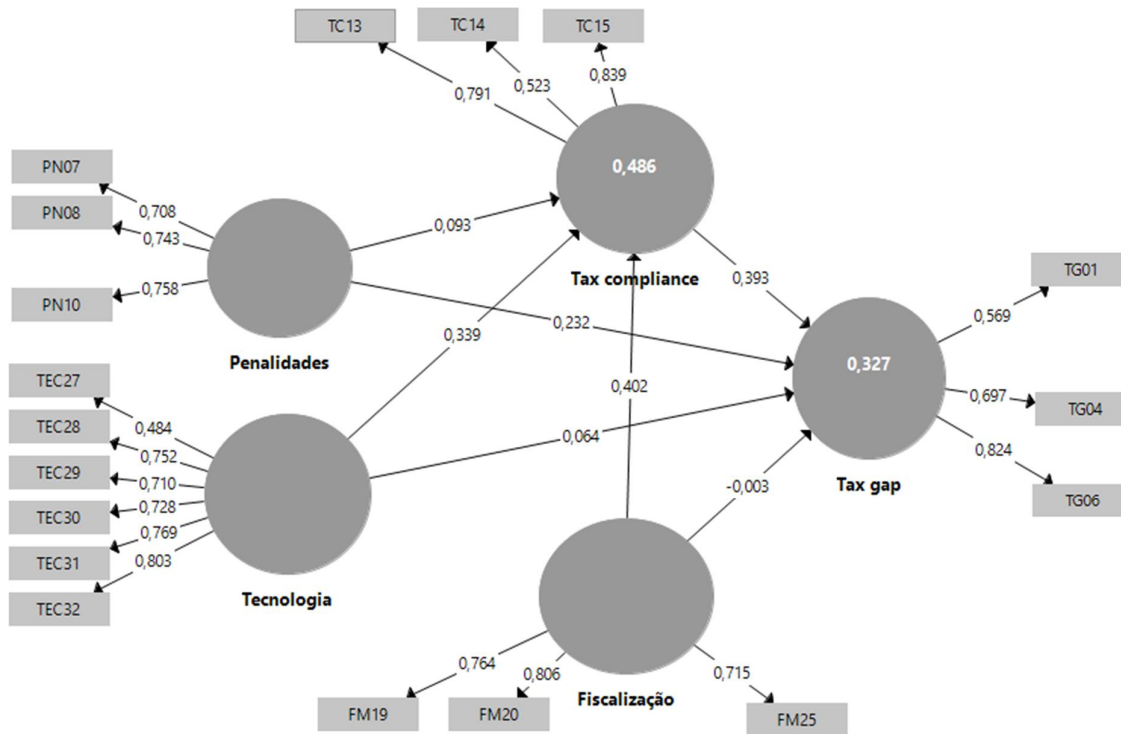 TC13
TC14
TC15
0,791
0,523
0,839
0,486
Tax compliance
PN07
PN08
PN10
0,708
0,743
0,758
Penalidades
0,093
0,232
0,339
0,393
0,402
0,064
-0,003
TEC27
TEC28
TEC29
TEC30
TEC31
TEC32
0,484
0,752
0,710
0,728
0,769
0,803
Tecnologia
0,327
Tax gap
TG01
TG04
TG06
0,569
0,697
0,824
Fiscalização
0,764
0,806
0,715
FM19
FM20
FM25